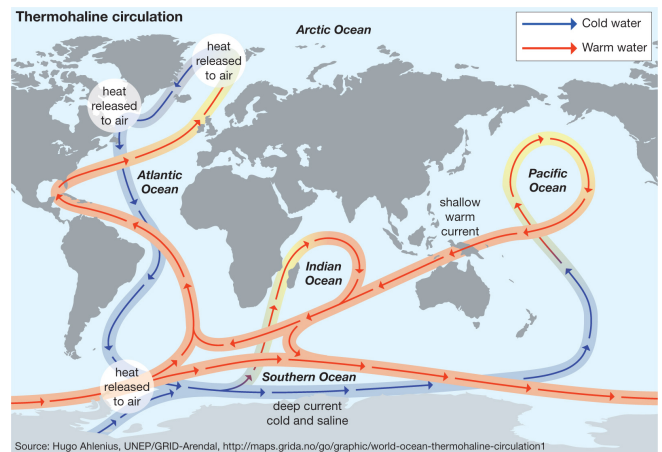 Thermohaline circulation
Arctic Ocean
Cold water
Warm water
heat
released
to air
heat
released
to air
Atlantic
Ocean
Pacific
Ocean
shallow
warm
current
Indian
Ocean
heat
released
to air
Southern Ocean
deep current
cold and saline
Source: Hugo Ahlenius, UNEP/GRID-Arendal, http://maps.grida.no/go/graphic/world-ocean-thermohaline-circulation1